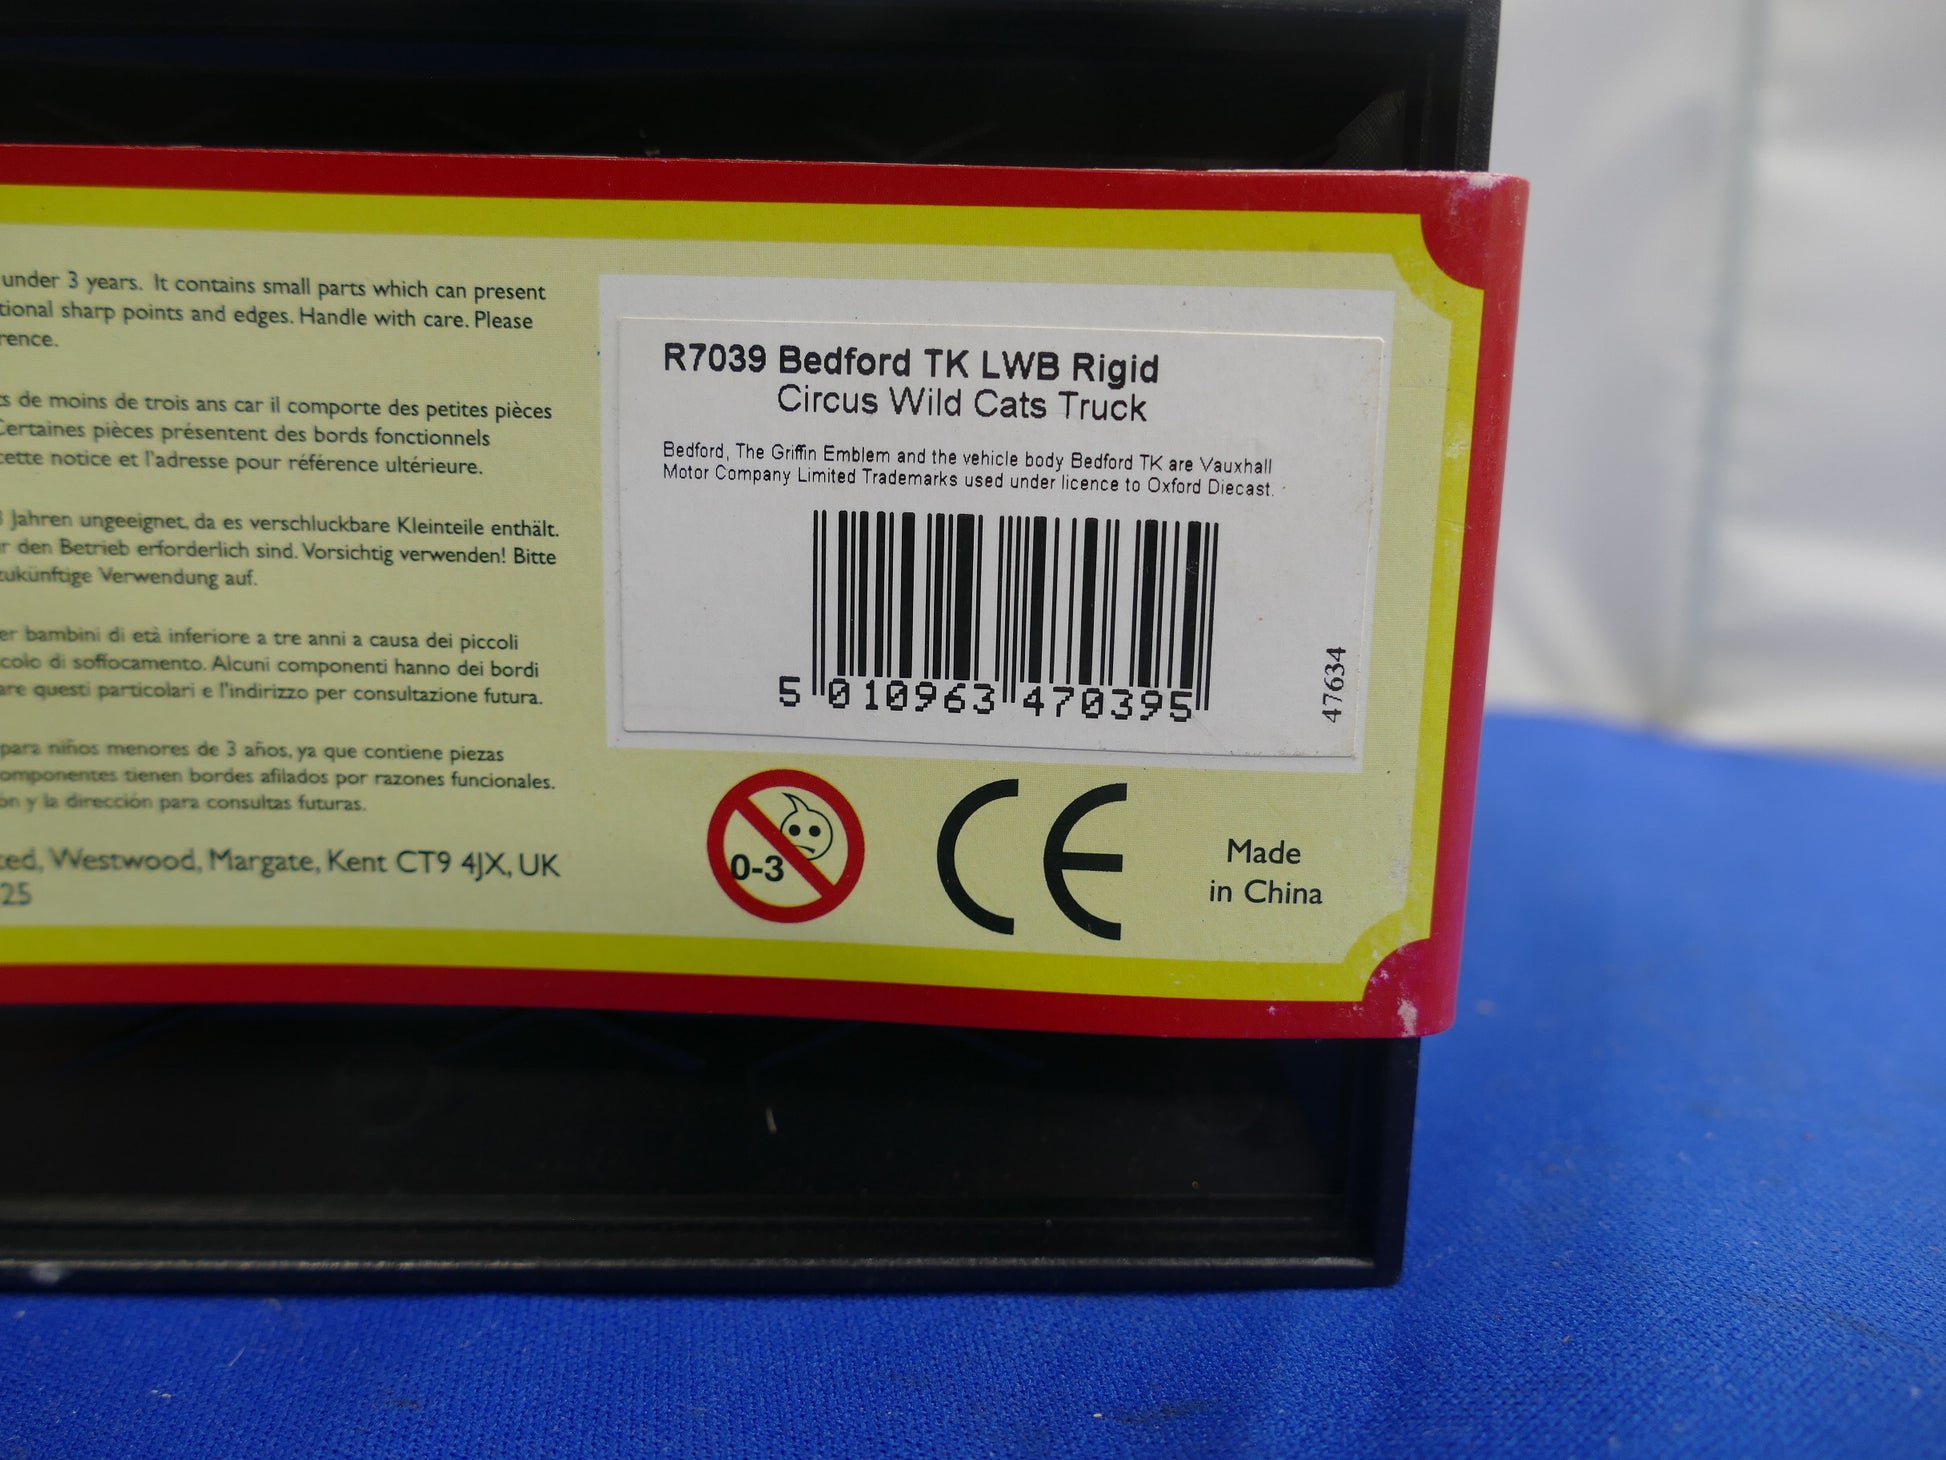 under 3 years. It contains small parts which can present
tional sharp points and edges. Handle with care. Please
rence.
s de moins de trois ans car il comporte des petites pièces
Certaines pièces présentent des bords fonctionnels
cette notice et l'adresse pour référence ultérieure.
3 Jahren ungeeignet, da es verschluckbare Kleinteile enthält.
r den Betrieb erforderlich sind. Vorsichtig verwenden! Bitte
zukünftige Verwendung auf.
er bambini di età inferiore a tre anni a causa dei piccoli
colo di soffocamento. Alcuni componenti hanno dei bordi
are questi particolari e l'indirizzo per consultazione futura.
para niños menores de 3 años, ya que contiene piezas
omponentes tienen bordes afilados por razones funcionales.
ón y la dirección para consultas futuras.
ted, Westwood, Margate, Kent CT9 4JX, UK
25
R7039 Bedford TK LWB Rigid
Circus Wild Cats Truck
Bedford, The Griffin Emblem and the vehicle body Bedford TK are Vauxhall
Motor Company Limited Trademarks used under licence to Oxford Diecast.
5 010963 470395
47634
0-3
CE
Made
in China